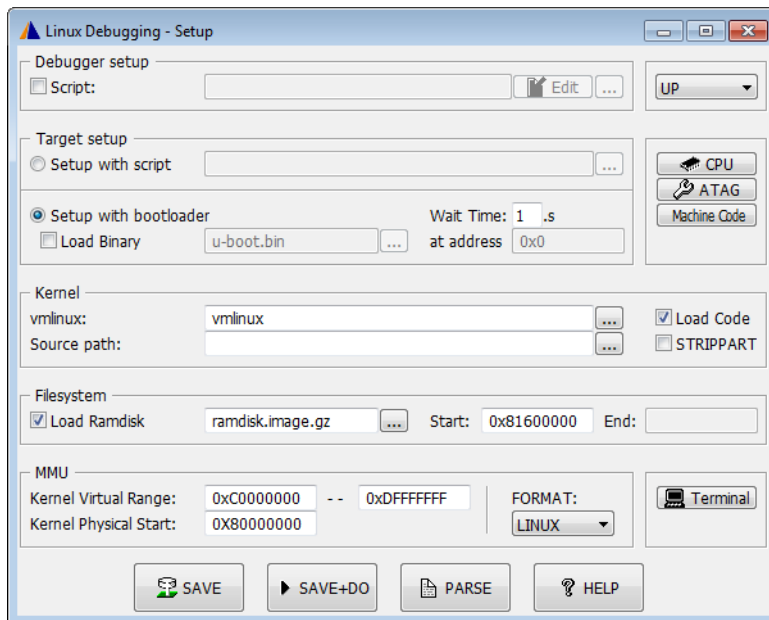 Linux Debugging - Setup
Debugger setup
Script: Edit ... UP
Target setup
Setup with script ... CPU
ATAG
Setup with bootloader Wait Time: 1 .s Machine Code
Load Binary u-boot.bin ... at address 0x0
Kernel
vmlinux: vmlinux ... Load Code
Source path: ... STRIPPART
Filesystem
Load Ramdisk ramdisk.image.gz ... Start: 0x81600000 End:
MMU
Kernel Virtual Range: 0xC0000000 -- 0xDFFFFFFF FORMAT: Terminal
Kernel Physical Start: 0X80000000 LINUX
SAVE SAVE+DO PARSE ? HELP